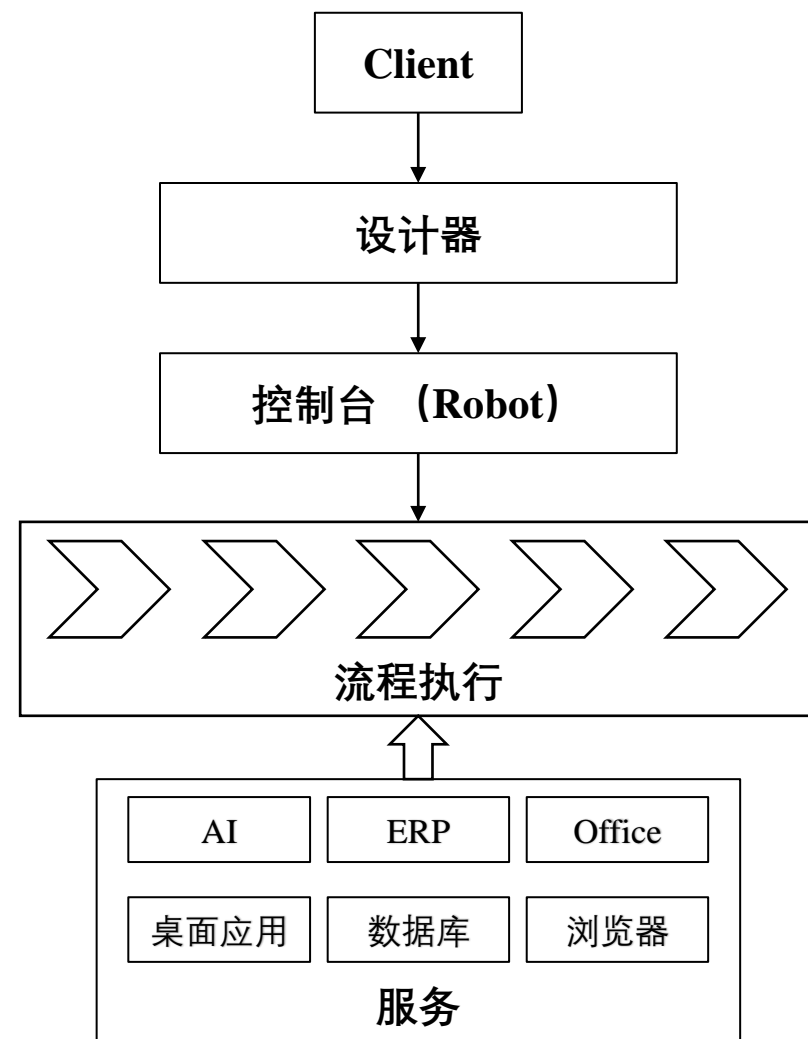 Client
设计器
控制台 （Robot）
流程执行
AI ERP Office
桌面应用 数据库 浏览器
服务